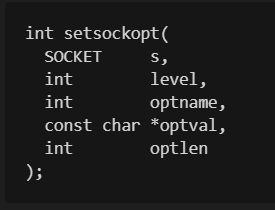 int setsockopt(
  SOCKET     s,
  int        level,
  int        optname,
  const char *optval,
  int        optlen
);